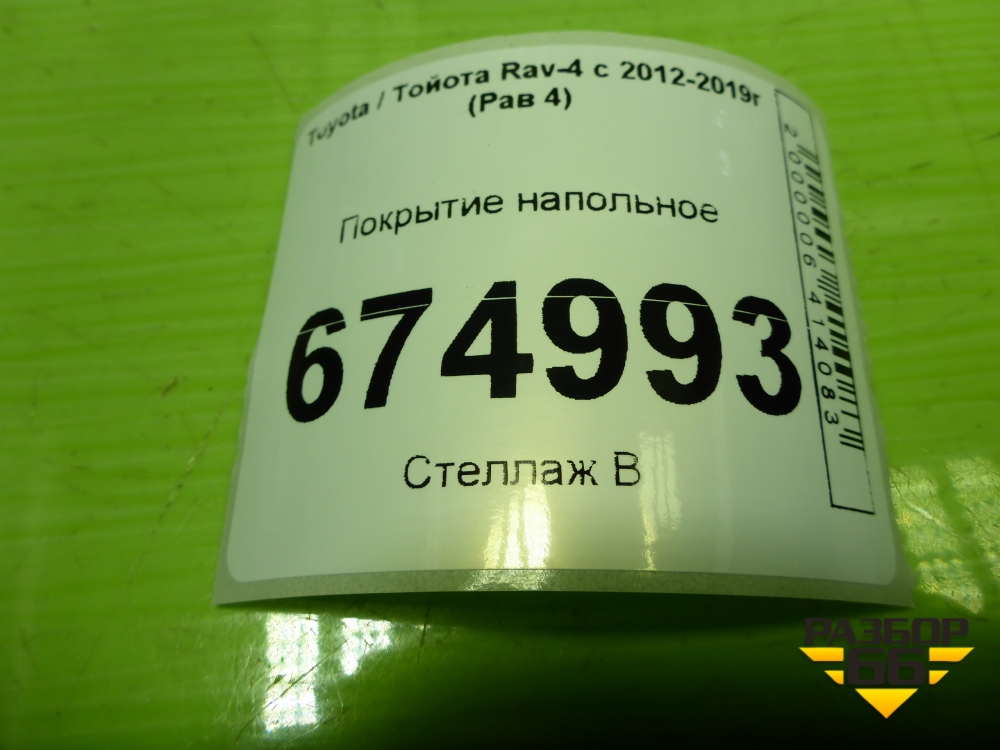 Toyota / Тойота Rav-4 с 2012-2019г
(Рав 4)
Покрытие напольное
674993
Стеллаж В
2000006414083
РАЗБОР
66